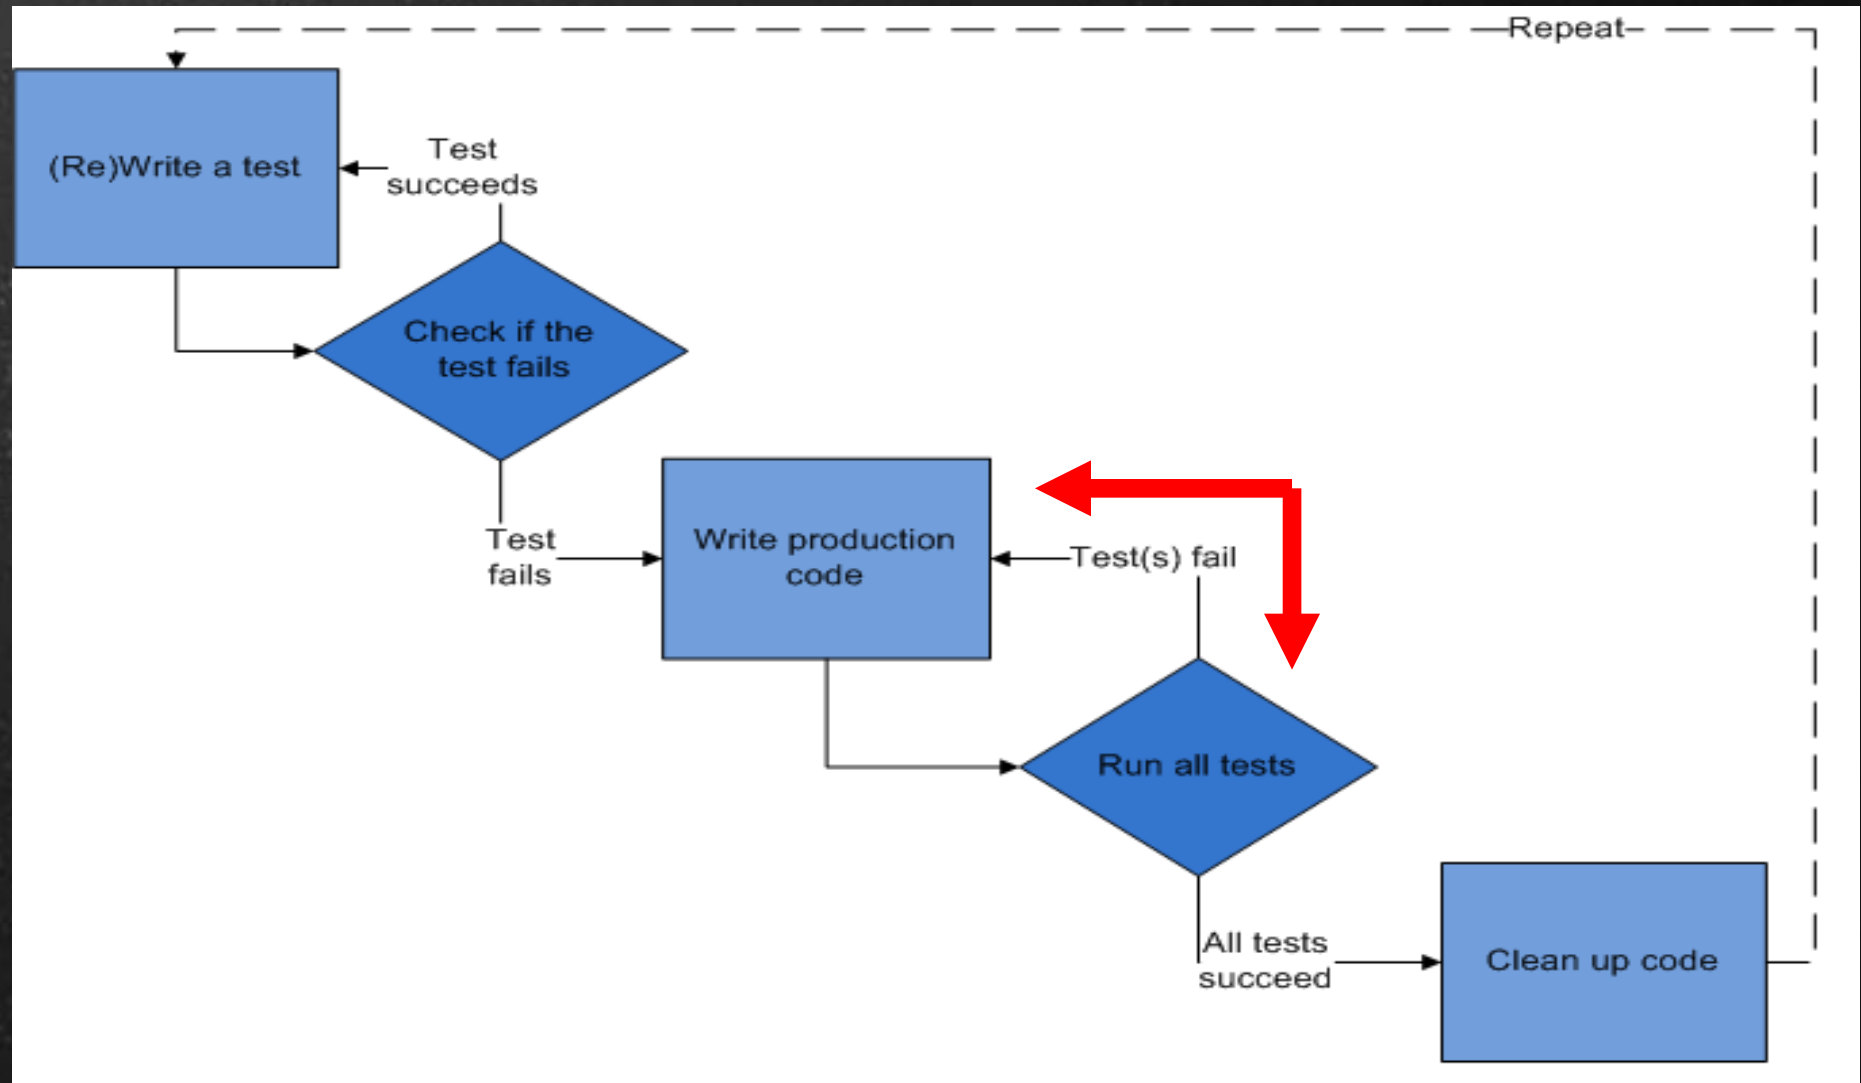 Repeat
(Re)Write a test
Test
succeeds
Check if the
test fails
Test
fails
Write production
code
Test(s) fail
Run all tests
All tests
succeed
Clean up code